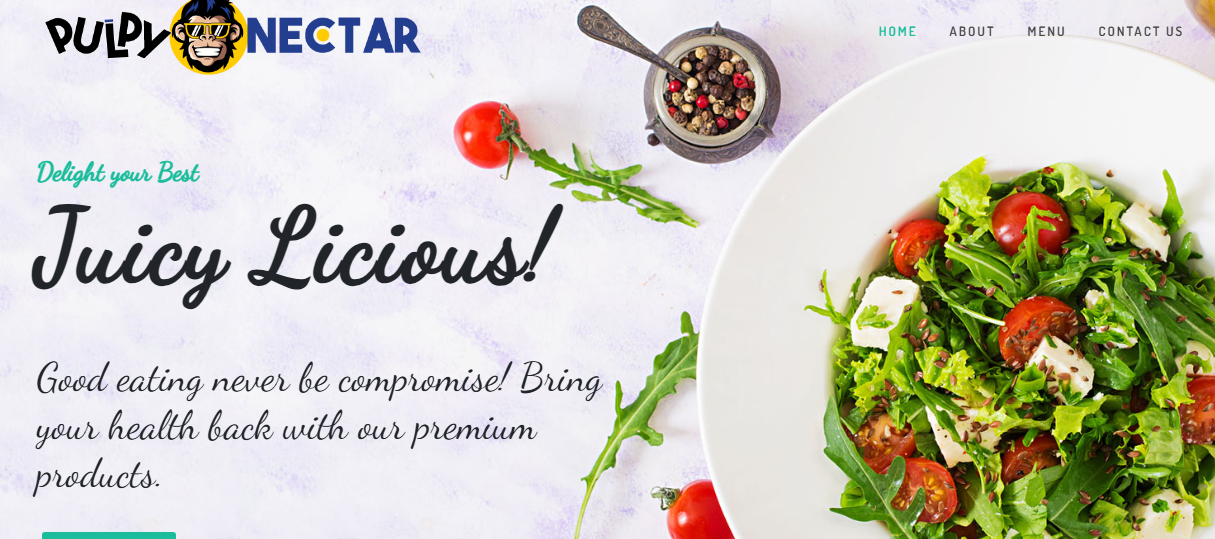 PULPY NECTAR
HOME ABOUT MENU CONTACT US
Delight your Best
Juicy Licious!
Good eating never be compromise! Bring
your health back with our premium
products.